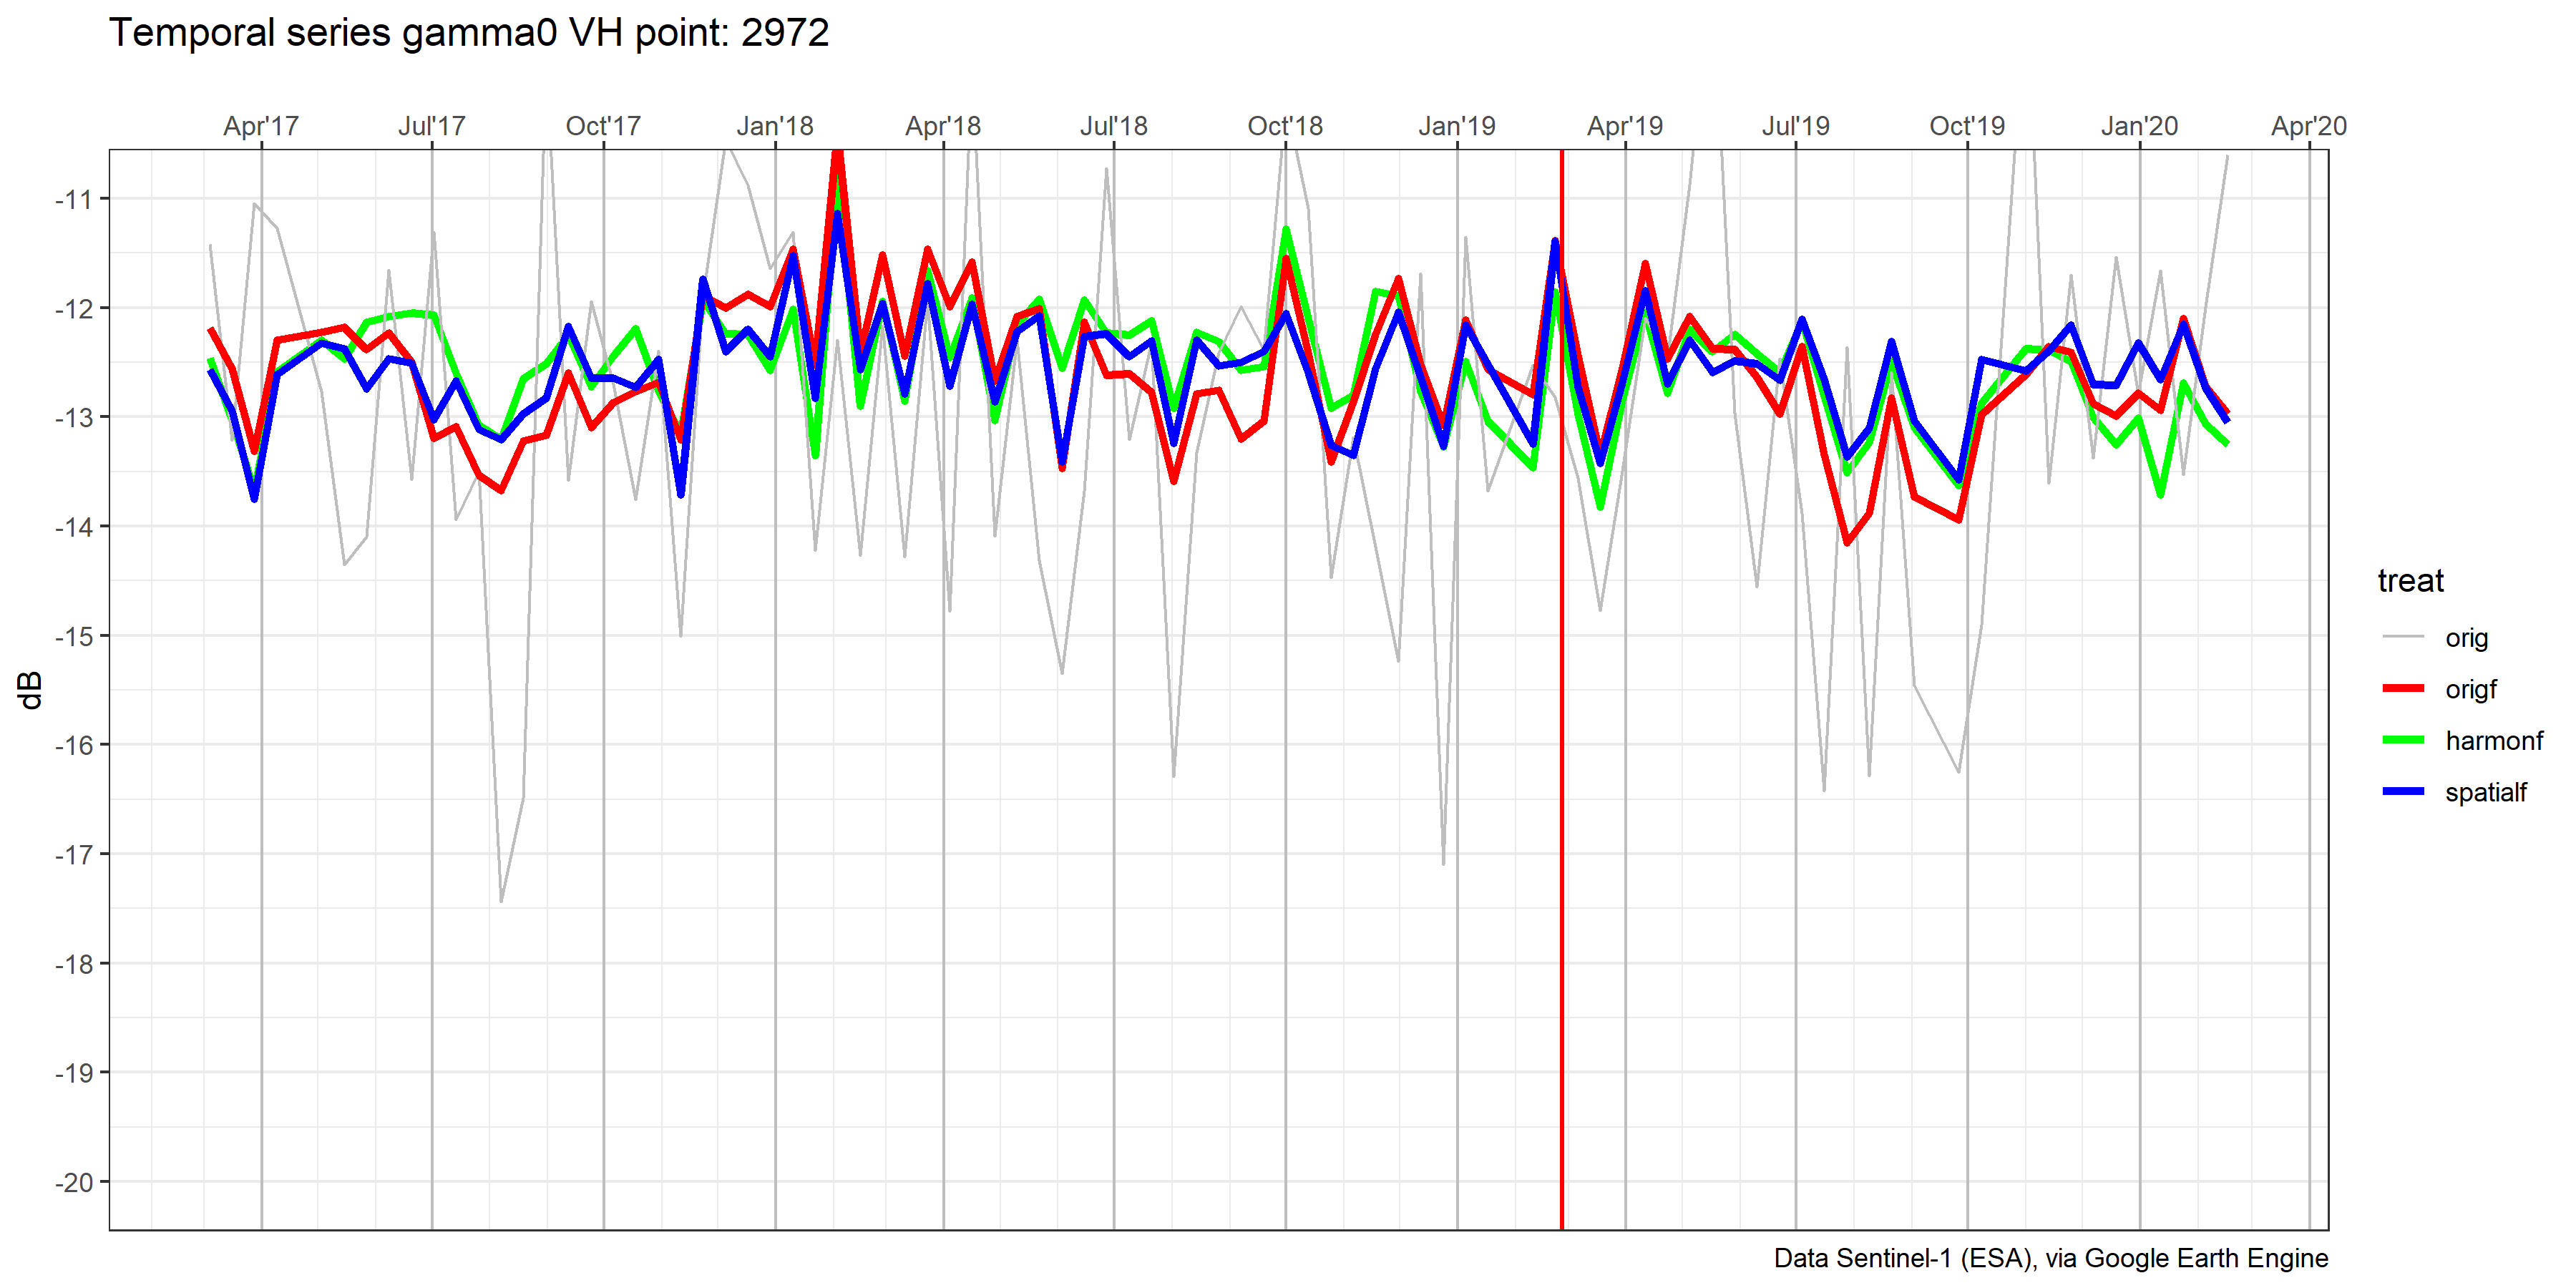 Temporal series gamma0 VH point: 2972
Apr'17 Jul'17 Oct'17 Jan'18 Apr'18 Jul'18 Oct'18 Jan'19 Apr'19 Jul'19 Oct'19 Jan'20 Apr'20
-11
-12
-13
-14
-15
-16
-17
-18
-19
-20
dB
treat
orig
origf
harmonf
spatialf
Data Sentinel-1 (ESA), via Google Earth Engine